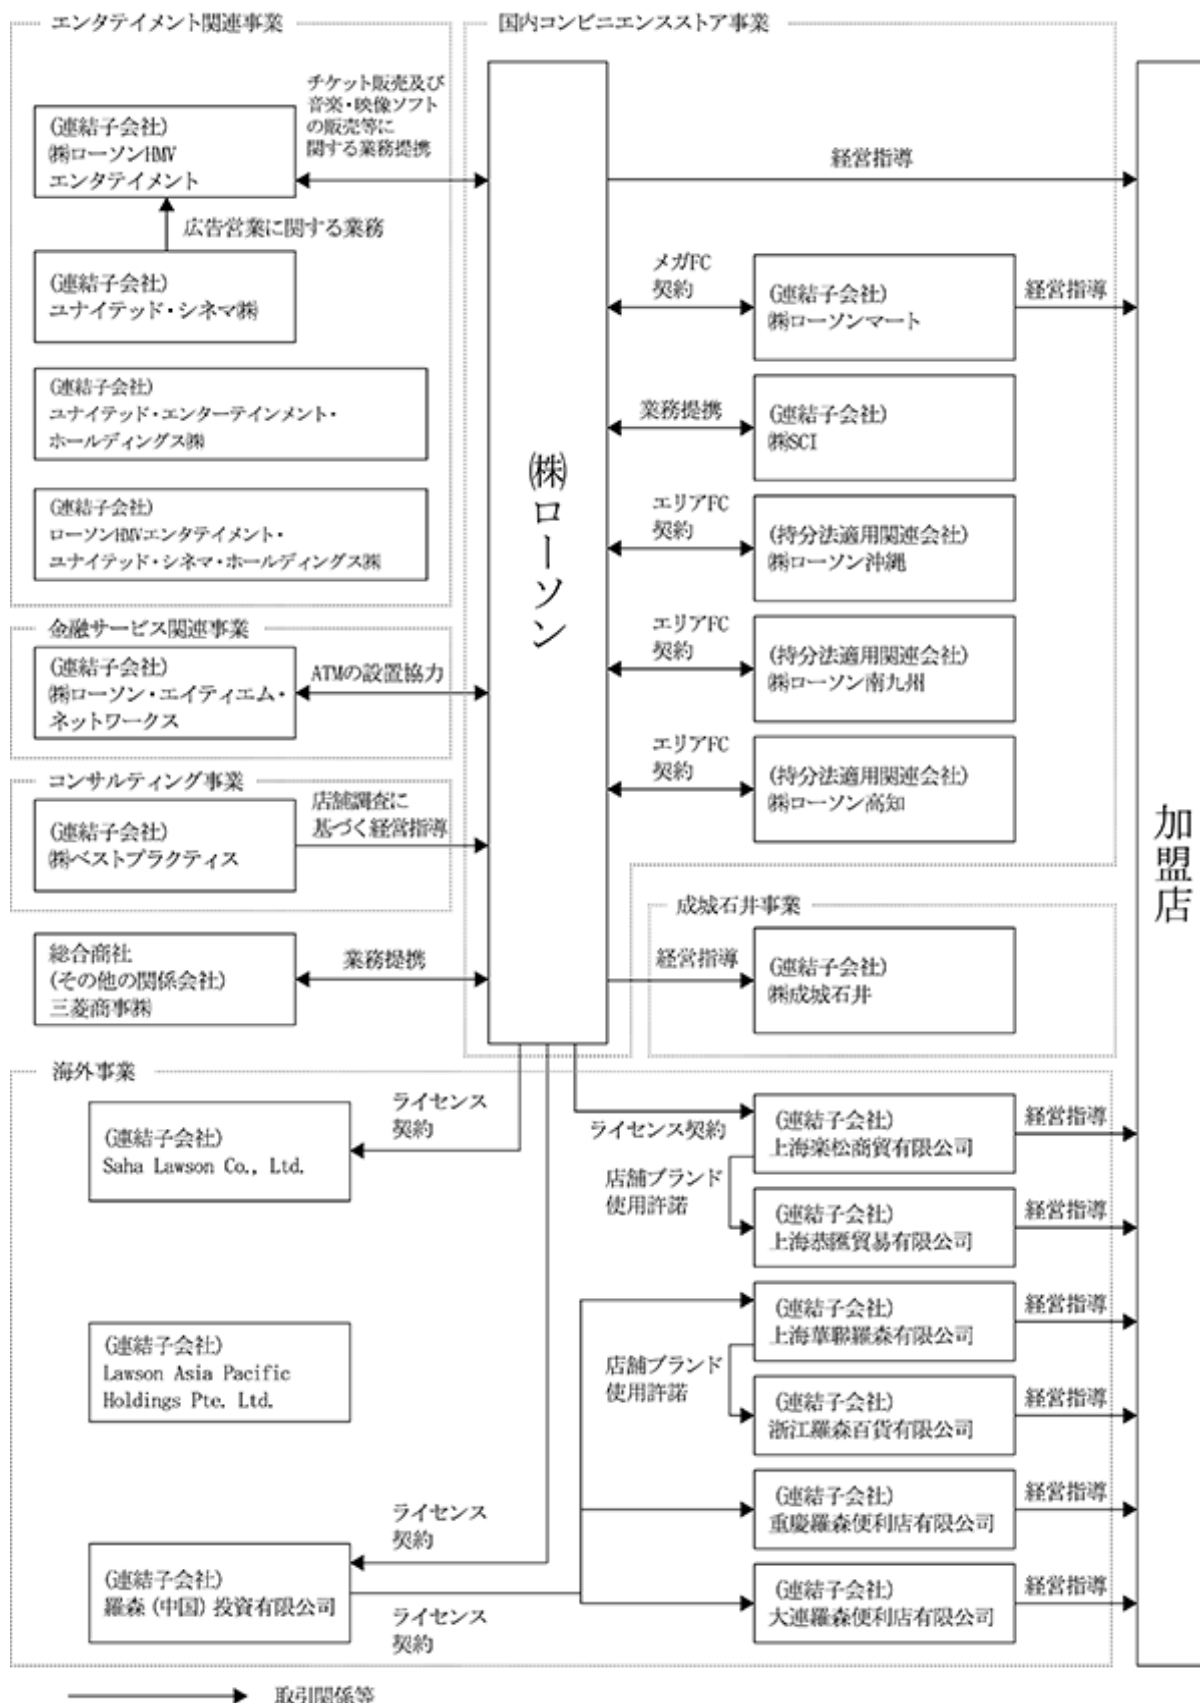 エンタテイメント関連事業
国内コンビニエンスストア事業
チケット販売及び
音楽・映像ソフト
の販売等に
関する業務提携
(連結子会社)
㈱ローソンHMV
エンタテイメント
広告営業に関する業務
(連結子会社)
ユナイテッド・シネマ㈱
(連結子会社)
ユナイテッド・エンターテインメント・
ホールディングス㈱
(連結子会社)
ローソンHMVエンタテイメント・
ユナイテッド・シネマ・ホールディングス㈱
金融サービス関連事業
(連結子会社)
㈱ローソン・エイティエム・
ネットワークス
ATMの設置協力
コンサルティング事業
(連結子会社)
㈱ベストプラクティス
店舗調査に
基づく経営指導
総合商社
(その他の関係会社)
三菱商事㈱
業務提携
㈱ローソン
経営指導
メガFC
契約
(連結子会社)
㈱ローソンマート
経営指導
業務提携
(連結子会社)
㈱SCI
エリアFC
契約
(持分法適用関連会社)
㈱ローソン沖縄
エリアFC
契約
(持分法適用関連会社)
㈱ローソン南九州
エリアFC
契約
(持分法適用関連会社)
㈱ローソン高知
成城石井事業
経営指導
(連結子会社)
㈱成城石井
加盟店
海外事業
(連結子会社)
Saha Lawson Co., Ltd.
ライセンス
契約
(連結子会社)
Lawson Asia Pacific
Holdings Pte. Ltd.
ライセンス
契約
(連結子会社)
羅森（中国）投資有限公司
ライセンス
契約
ライセンス契約
(連結子会社)
上海楽松商貿有限公司
経営指導
店舗ブランド
使用許諾
(連結子会社)
上海恭匯貿易有限公司
経営指導
(連結子会社)
上海華聯羅森有限公司
経営指導
店舗ブランド
使用許諾
(連結子会社)
浙江羅森百貨有限公司
経営指導
(連結子会社)
重慶羅森便利店有限公司
経営指導
(連結子会社)
大連羅森便利店有限公司
経営指導
取引関係等